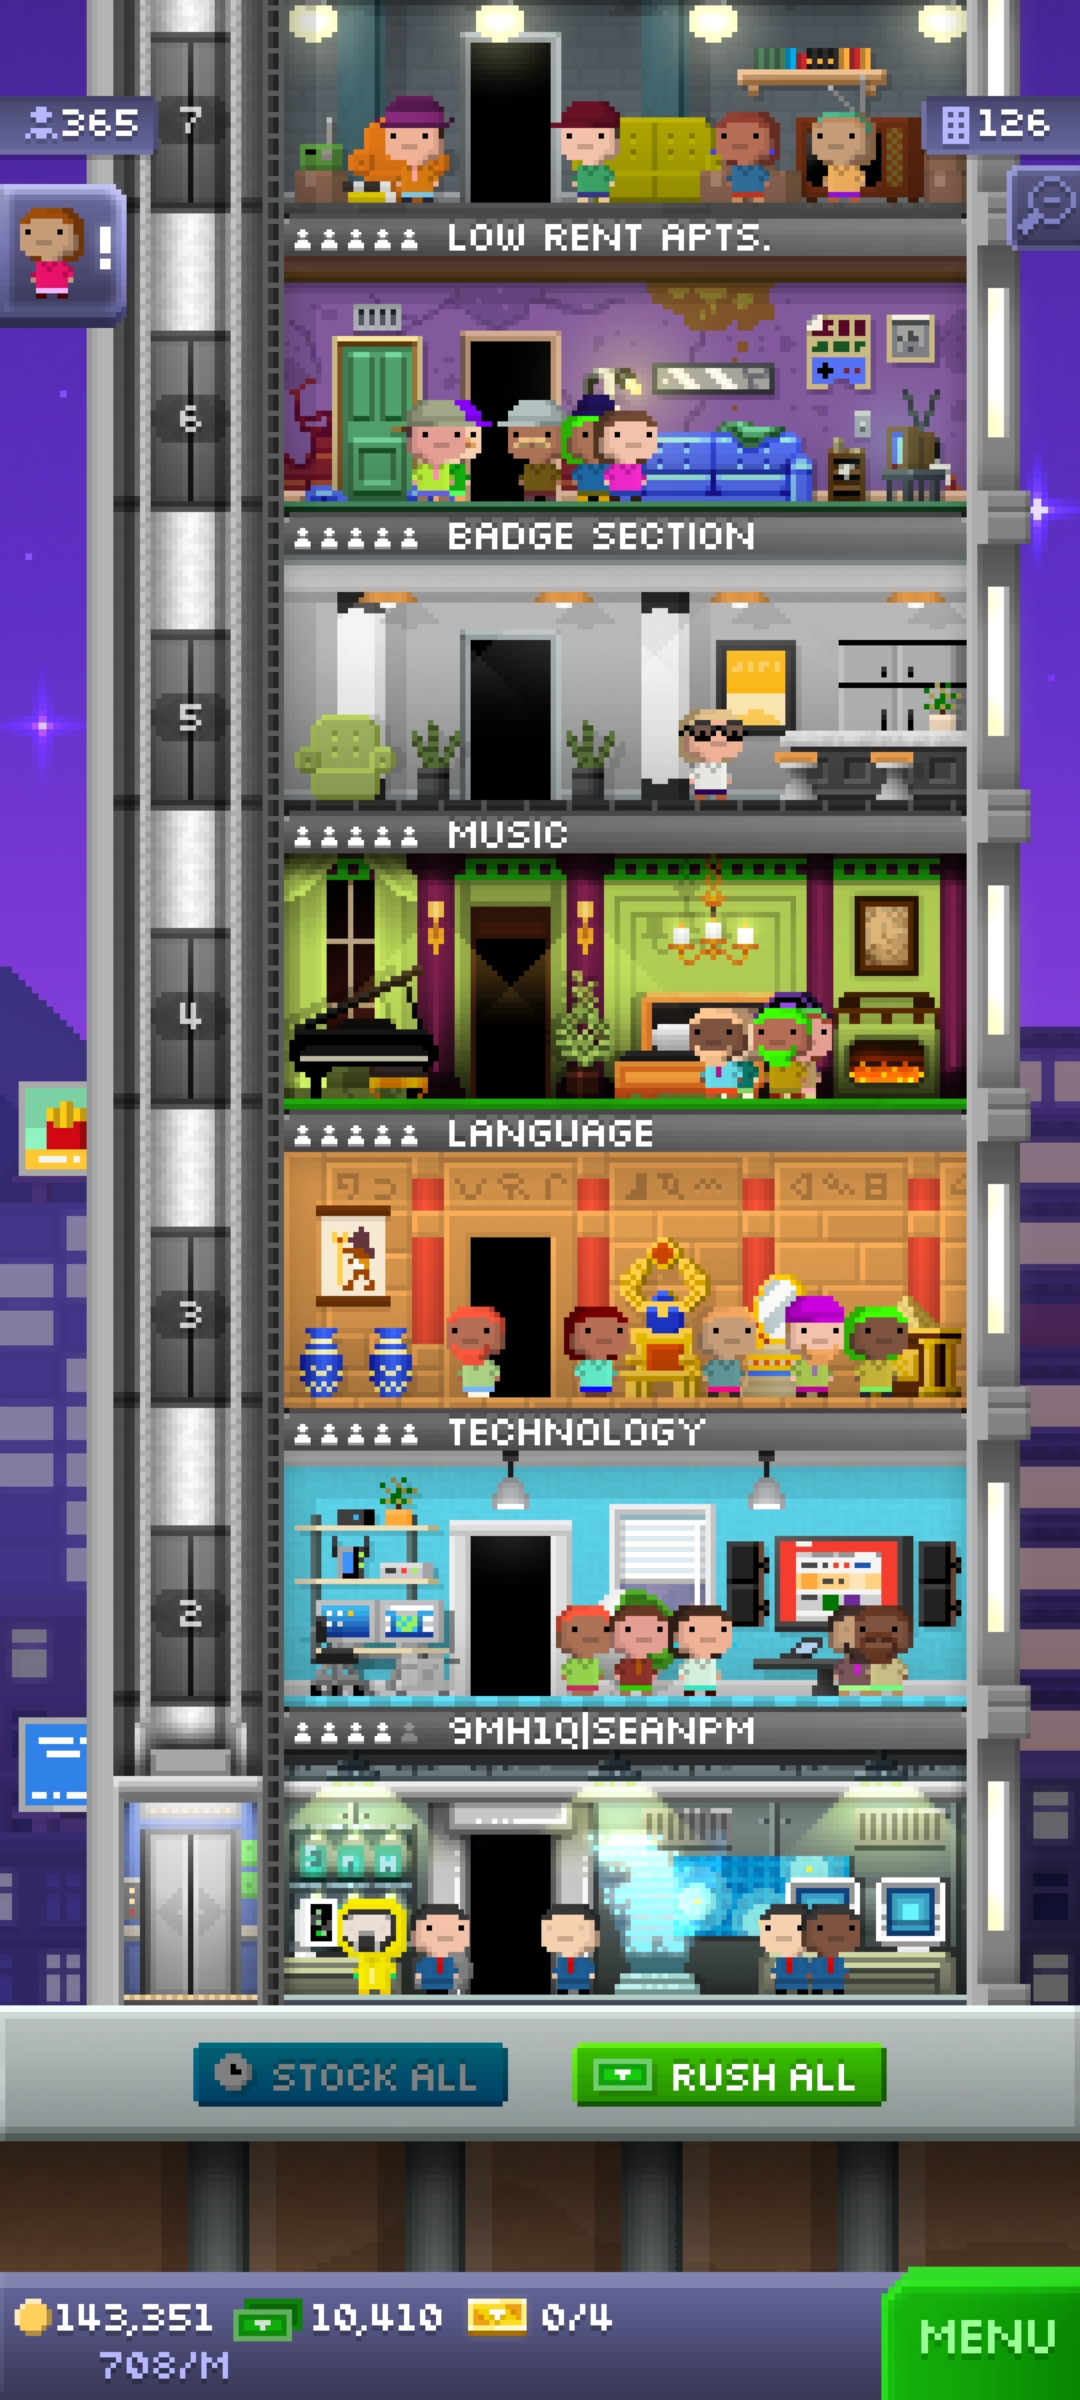 7
365
126
!
LOW RENT APTS.
6
BADGE SECTION
5
MUSIC
4
LANGUAGE
3
TECHNOLOGY
2
9MH1Q|SEANPM
STOCK ALL
RUSH ALL
143,351
10,410
0/4
708/M
MENU